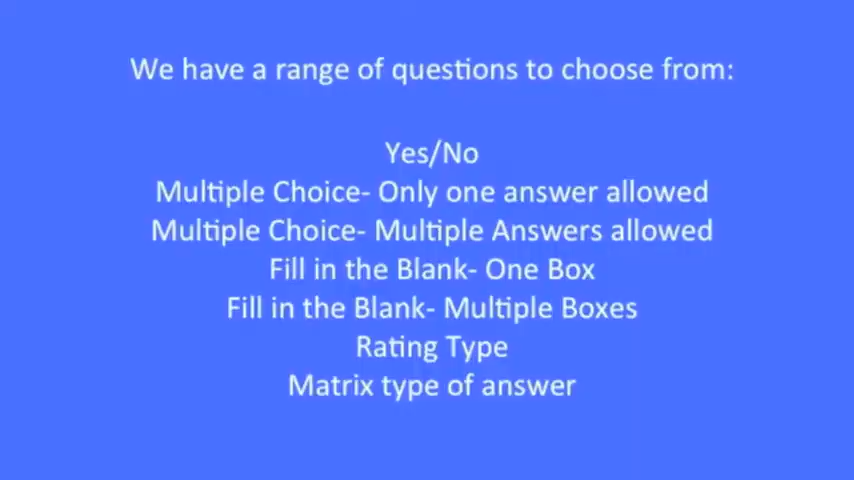 We have a range of questions to choose from:
Yes/No
Multiple Choice- Only one answer allowed
Multiple Choice- Multiple Answers allowed
Fill in the Blank- One Box
Fill in the Blank- Multiple Boxes
Rating Type
Matrix type of answer